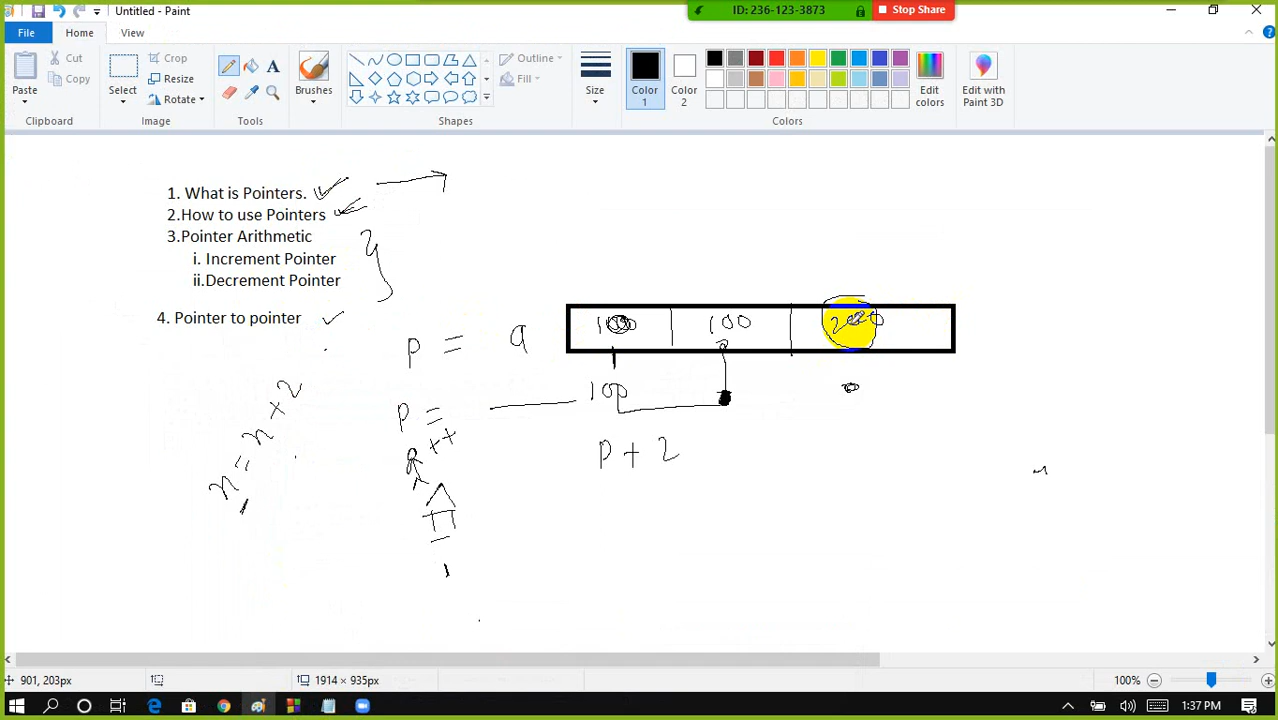 Untitled - Paint
ID: 236-123-3873
Stop Share
File
Home
View
Paste
Cut
Copy
Clipboard
Select
Crop
Resize
Rotate
Image
A
Tools
Brushes
Shapes
Outline
Fill
Size
Color 1
Color 2
Edit colors
Colors
Edit with Paint 3D
1. What is Pointers.
2.How to use Pointers
3.Pointer Arithmetic
i. Increment Pointer
ii.Decrement Pointer
4. Pointer to pointer
p = a
100 200
p = 100
++
p + 2
n = n + 2
901, 203px
1914 × 935px
100%
1:37 PM